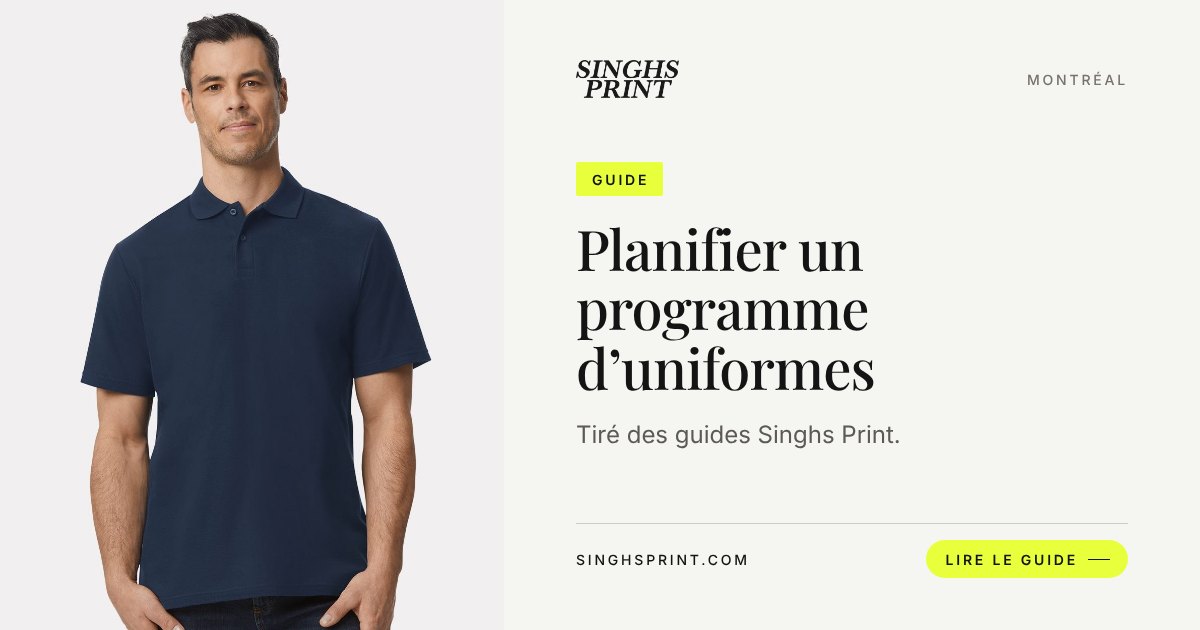 SINGHS
PRINT
MONTRÉAL
GUIDE
Planifier un
programme
d’uniformes
Tiré des guides Singhs Print.
SINGHSPRINT.COM
LIRE LE GUIDE